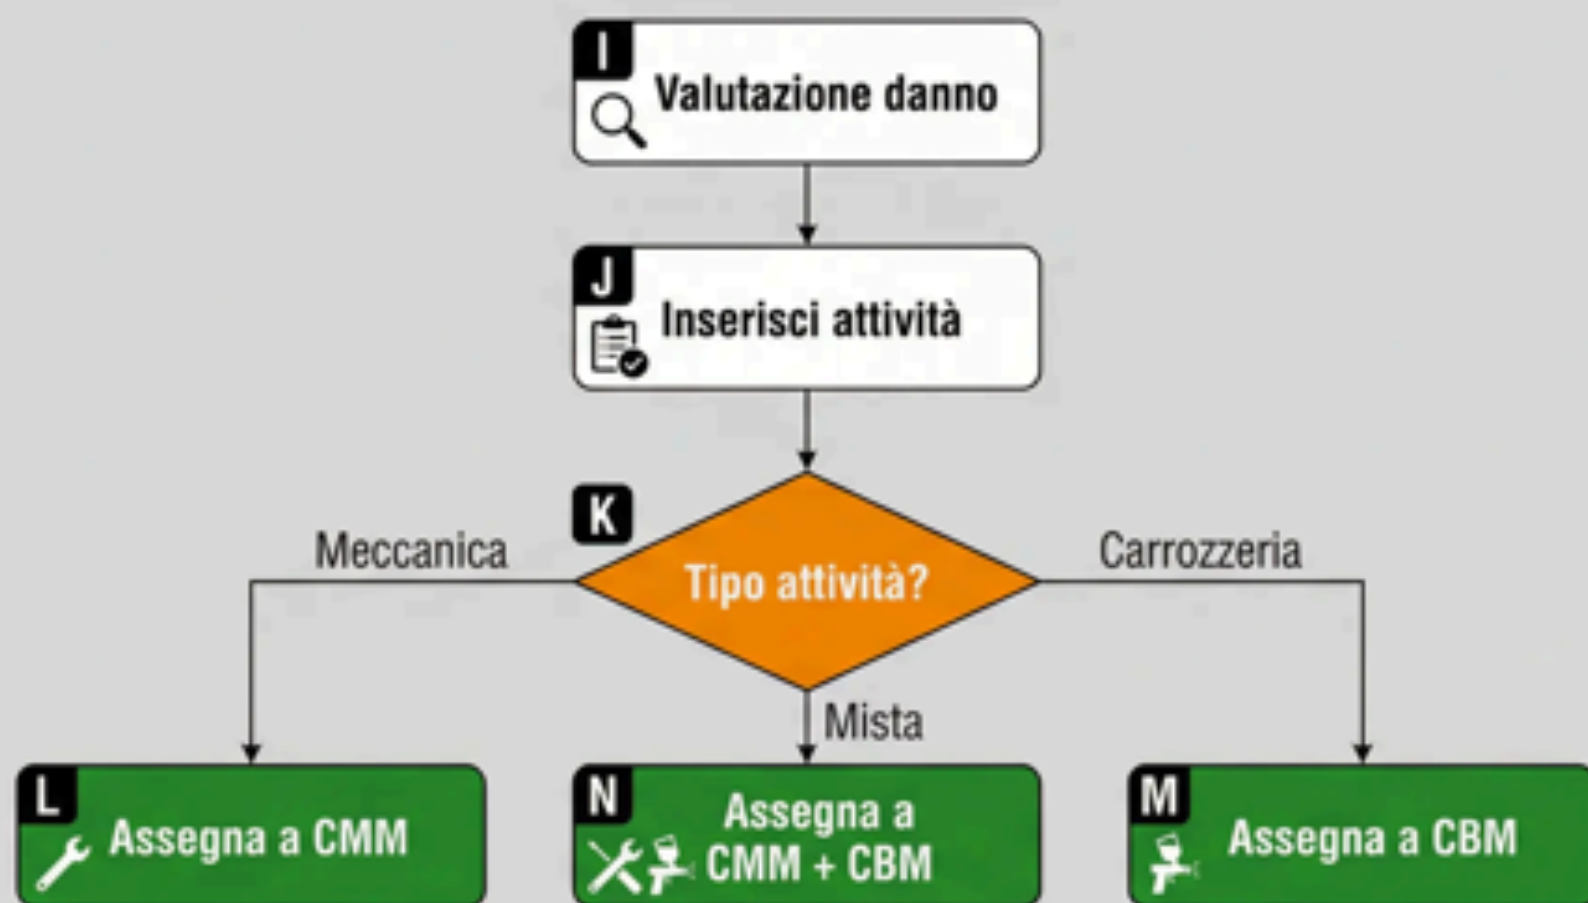 I
Valutazione danno
J
Inserisci attività
K
Tipo attività?
Meccanica
Carrozzeria
Mista
L
Assegna a CMM
N
Assegna a
CMM + CBM
M
Assegna a CBM